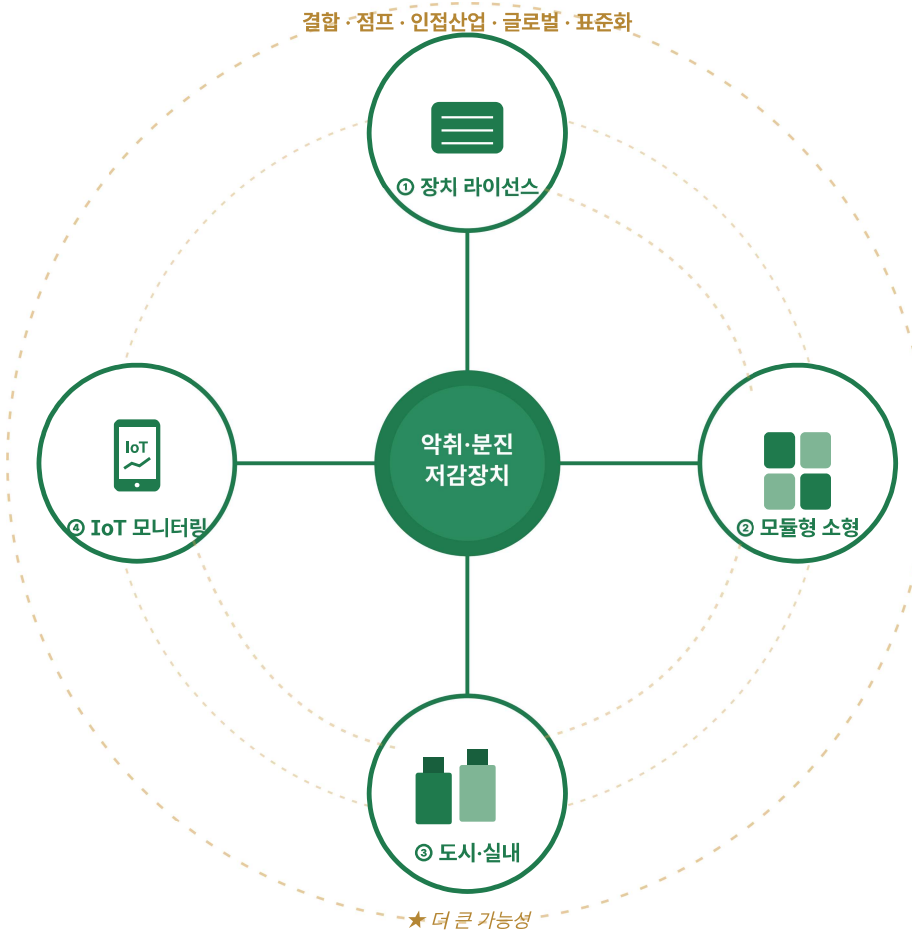 결합 · 점프 · 인접산업 · 글로벌 · 표준화
① 장치 라이선스
악취·분진
저감장치
IoT
④ IoT 모니터링
② 모듈형 소형
③ 도시·실내
★ 더 큰 가능성